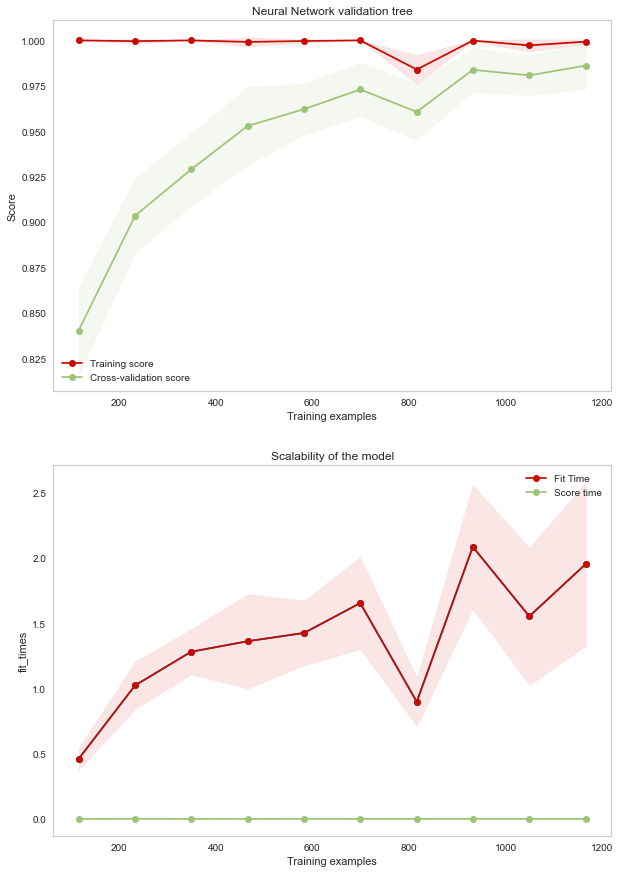 Neural Network validation tree
1.000
0.975
0.950
0.925
0.900
0.875
0.850
0.825
Score
Training score
Cross-validation score
200 400 600 800 1000 1200
Training examples
Scalability of the model
2.5
2.0
1.5
1.0
0.5
0.0
fit_times
Fit Time
Score time
200 400 600 800 1000 1200
Training examples